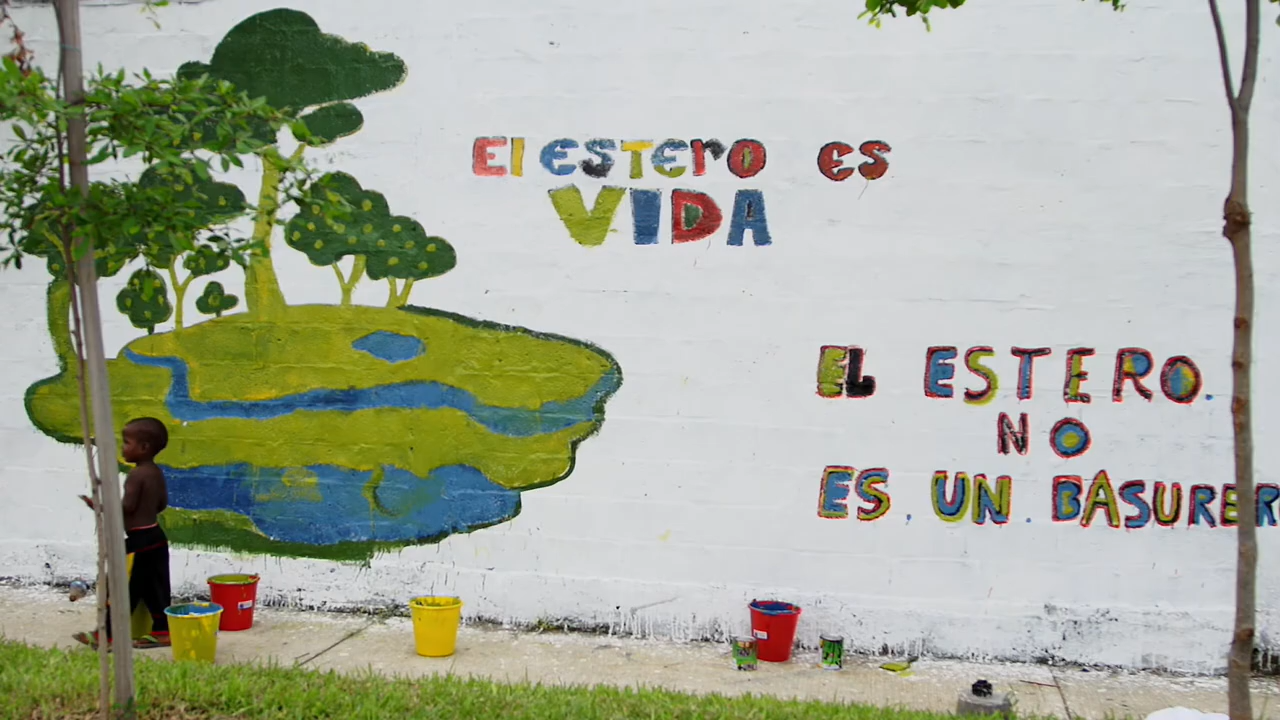 El ESTERO ES
VIDA
EL ESTERO.
NO
ES. UN. BASURER